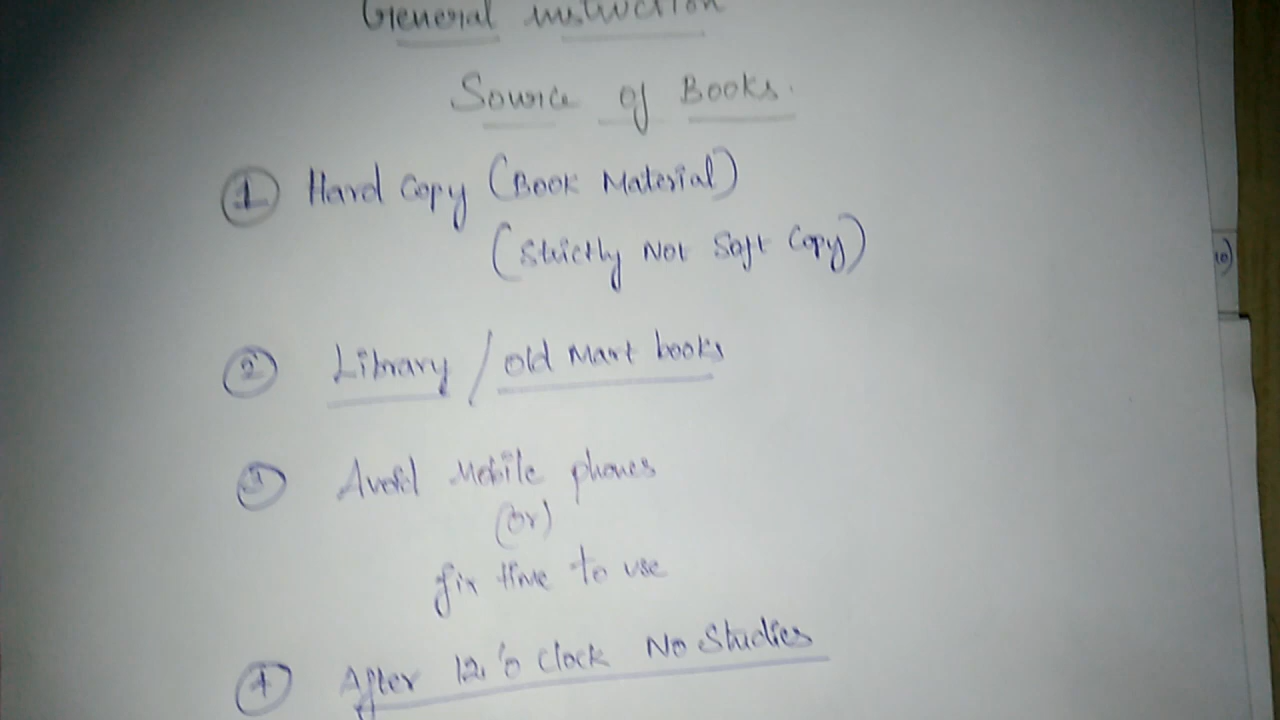 General instruction
Source of Books.
① Hard Copy (Book Material)
(Strictly Not Soft Copy)
② Library / old Mart books
③ Avoid Mobile phones
(or)
fix time to use
④ After 12'o clock No Studies